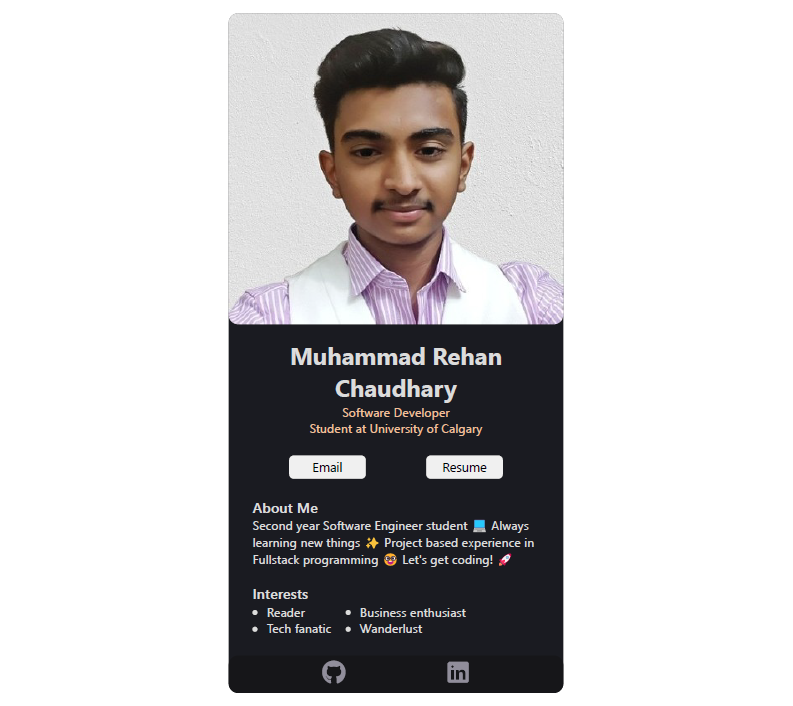 Muhammad Rehan
Chaudhary
Software Developer
Student at University of Calgary
Email
Resume
About Me
Second year Software Engineer student 💻 Always
learning new things ✨ Project based experience in
Fullstack programming 🤓 Let's get coding! 🚀
Interests
• Reader
• Business enthusiast
• Tech fanatic
• Wanderlust
in